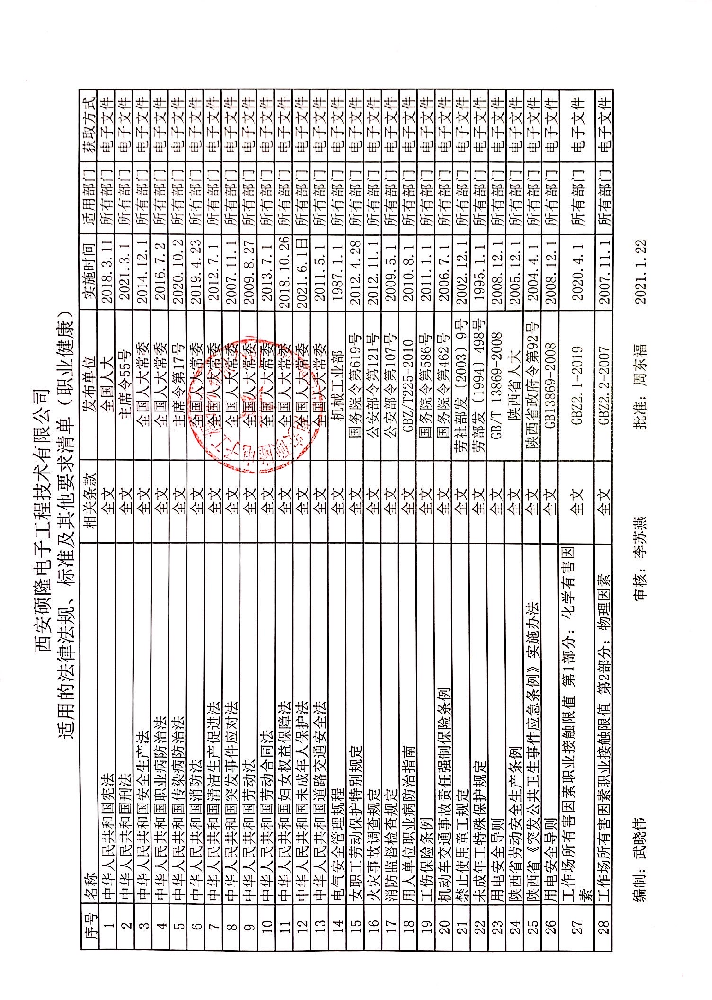 西安硕隆电子工程技术有限公司
适用的法律法规、标准及其他要求清单（职业健康）
序号 名称 相关条款 发布单位 实施时间 适用部门 获取方式
1 中华人民共和国宪法 全文 全国人大 2018.3.11 所有部门 电子文件
2 中华人民共和国刑法 全文 主席令55号 2021.3.1 所有部门 电子文件
3 中华人民共和国安全生产法 全文 全国人大常委 2014.12.1 所有部门 电子文件
4 中华人民共和国职业病防治法 全文 全国人大常委 2016.7.2 所有部门 电子文件
5 中华人民共和国传染病防治法 全文 主席令第17号 2020.10.2 所有部门 电子文件
6 中华人民共和国消防法 全文 全国人大常委 2019.4.23 所有部门 电子文件
7 中华人民共和国清洁生产促进法 全文 全国人大常委 2012.7.1 所有部门 电子文件
8 中华人民共和国突发事件应对法 全文 全国人大常委 2007.11.1 所有部门 电子文件
9 中华人民共和国劳动法 全文 全国人大常委 2009.8.27 所有部门 电子文件
10 中华人民共和国劳动合同法 全文 全国人大常委 2013.7.1 所有部门 电子文件
11 中华人民共和国妇女权益保障法 全文 全国人大常委 2018.10.26 所有部门 电子文件
12 中华人民共和国未成年人保护法 全文 全国人大常委 2021.6.1日 所有部门 电子文件
13 中华人民共和国道路交通安全法 全文 全国人大常委 2011.5.1 所有部门 电子文件
14 电气安全管理规程 全文 机械工业部 1987.1.1 所有部门 电子文件
15 女职工劳动保护特别规定 全文 国务院令第619号 2012.4.28 所有部门 电子文件
16 火灾事故调查规定 全文 公安部令第121号 2012.11.1 所有部门 电子文件
17 消防监督检查规定 全文 公安部令第107号 2009.5.1 所有部门 电子文件
18 用人单位职业病防治指南 全文 GBZ/T225-2010 2010.8.1 所有部门 电子文件
19 工伤保险条例 全文 国务院令第586号 2011.1.1 所有部门 电子文件
20 机动车交通事故责任强制保险条例 全文 国务院令第462号 2006.7.1 所有部门 电子文件
21 禁止使用童工规定 全文 劳社部发〔2003〕9号 2002.12.1 所有部门 电子文件
22 未成年工特殊保护规定 全文 劳部发〔1994〕498号 1995.1.1 所有部门 电子文件
23 用电安全导则 全文 GB/T 13869-2008 2008.12.1 所有部门 电子文件
24 陕西省劳动安全生产条例 全文 陕西省人大 2005.12.1 所有部门 电子文件
25 陕西省《突发公共卫生事件应急条例》实施办法 全文 陕西省政府令第92号 2004.4.1 所有部门 电子文件
26 用电安全导则 全文 GB13869-2008 2008.12.1 所有部门 电子文件
27 工作场所有害因素职业接触限值 第1部分：化学有害因 全文 GBZ2.1-2019 2020.4.1 所有部门 电子文件
素
28 工作场所有害因素职业接触限值 第2部分：物理因素 全文 GBZ2.2-2007 2007.11.1 所有部门 电子文件
编制：武晓伟 审核：李苏燕 批准：周东福 2021.1.22